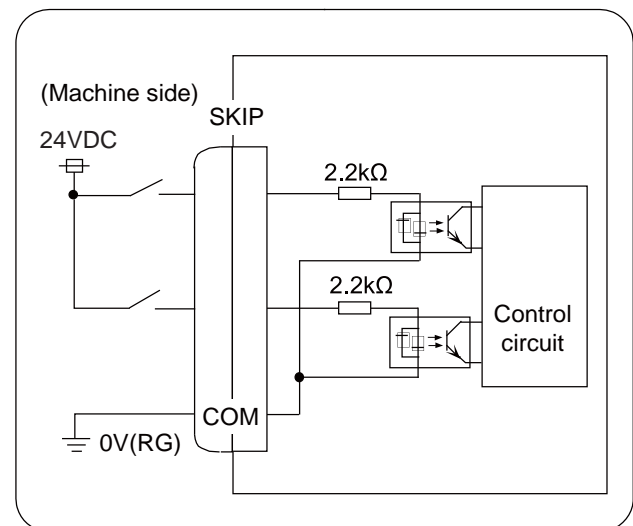 (Machine side)
SKIP
24VDC
2.2kΩ
2.2kΩ
Control
circuit
COM
0V(RG)